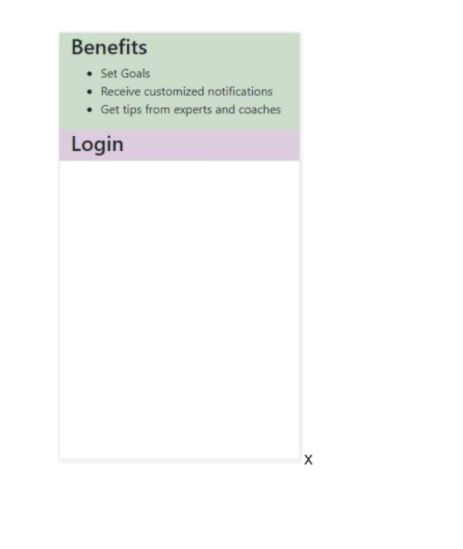 Benefits
Set Goals
Receive customized notifications
Get tips from experts and coaches
Login
X